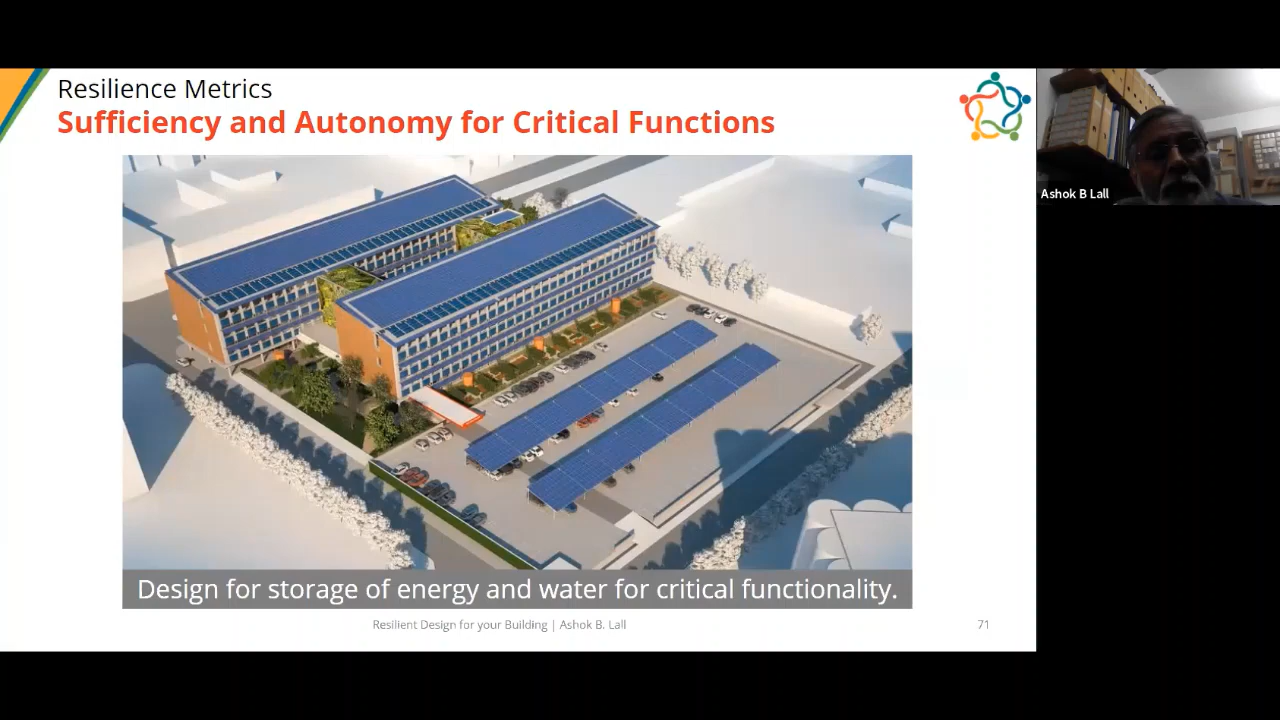 Resilience Metrics
Sufficiency and Autonomy for Critical Functions
Ashok B Lall
Design for storage of energy and water for critical functionality.
Resilient Design for your Building | Ashok B. Lall
71